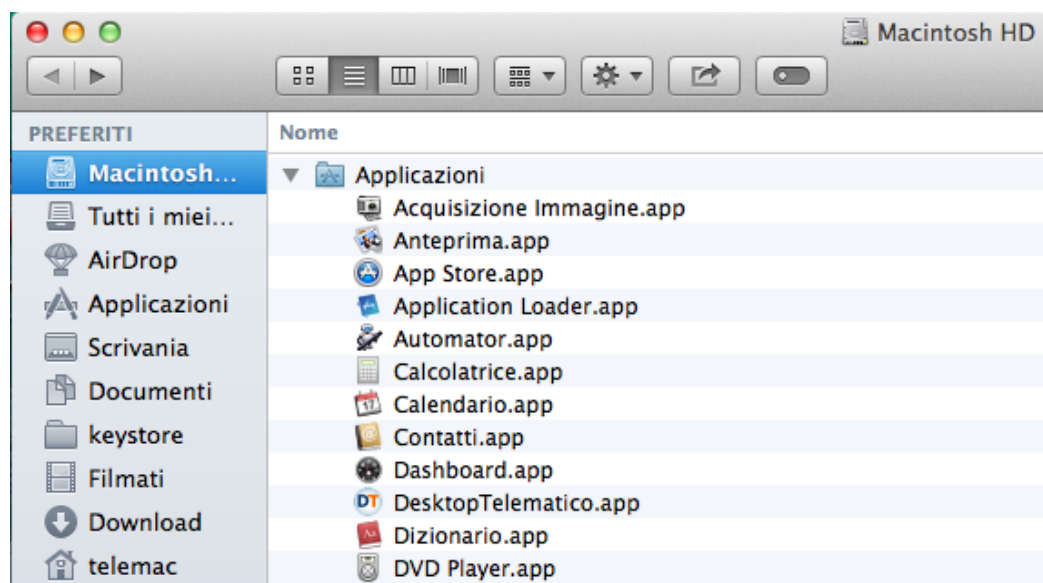 Macintosh HD
PREFERITI
Macintosh...
Tutti i miei...
AirDrop
Applicazioni
Scrivania
Documenti
keystore
Filmati
Download
telemac
Nome
Applicazioni
Acquisizione Immagine.app
Anteprima.app
App Store.app
Application Loader.app
Automator.app
Calcolatrice.app
Calendario.app
Contatti.app
Dashboard.app
DesktopTelematico.app
Dizionario.app
DVD Player.app